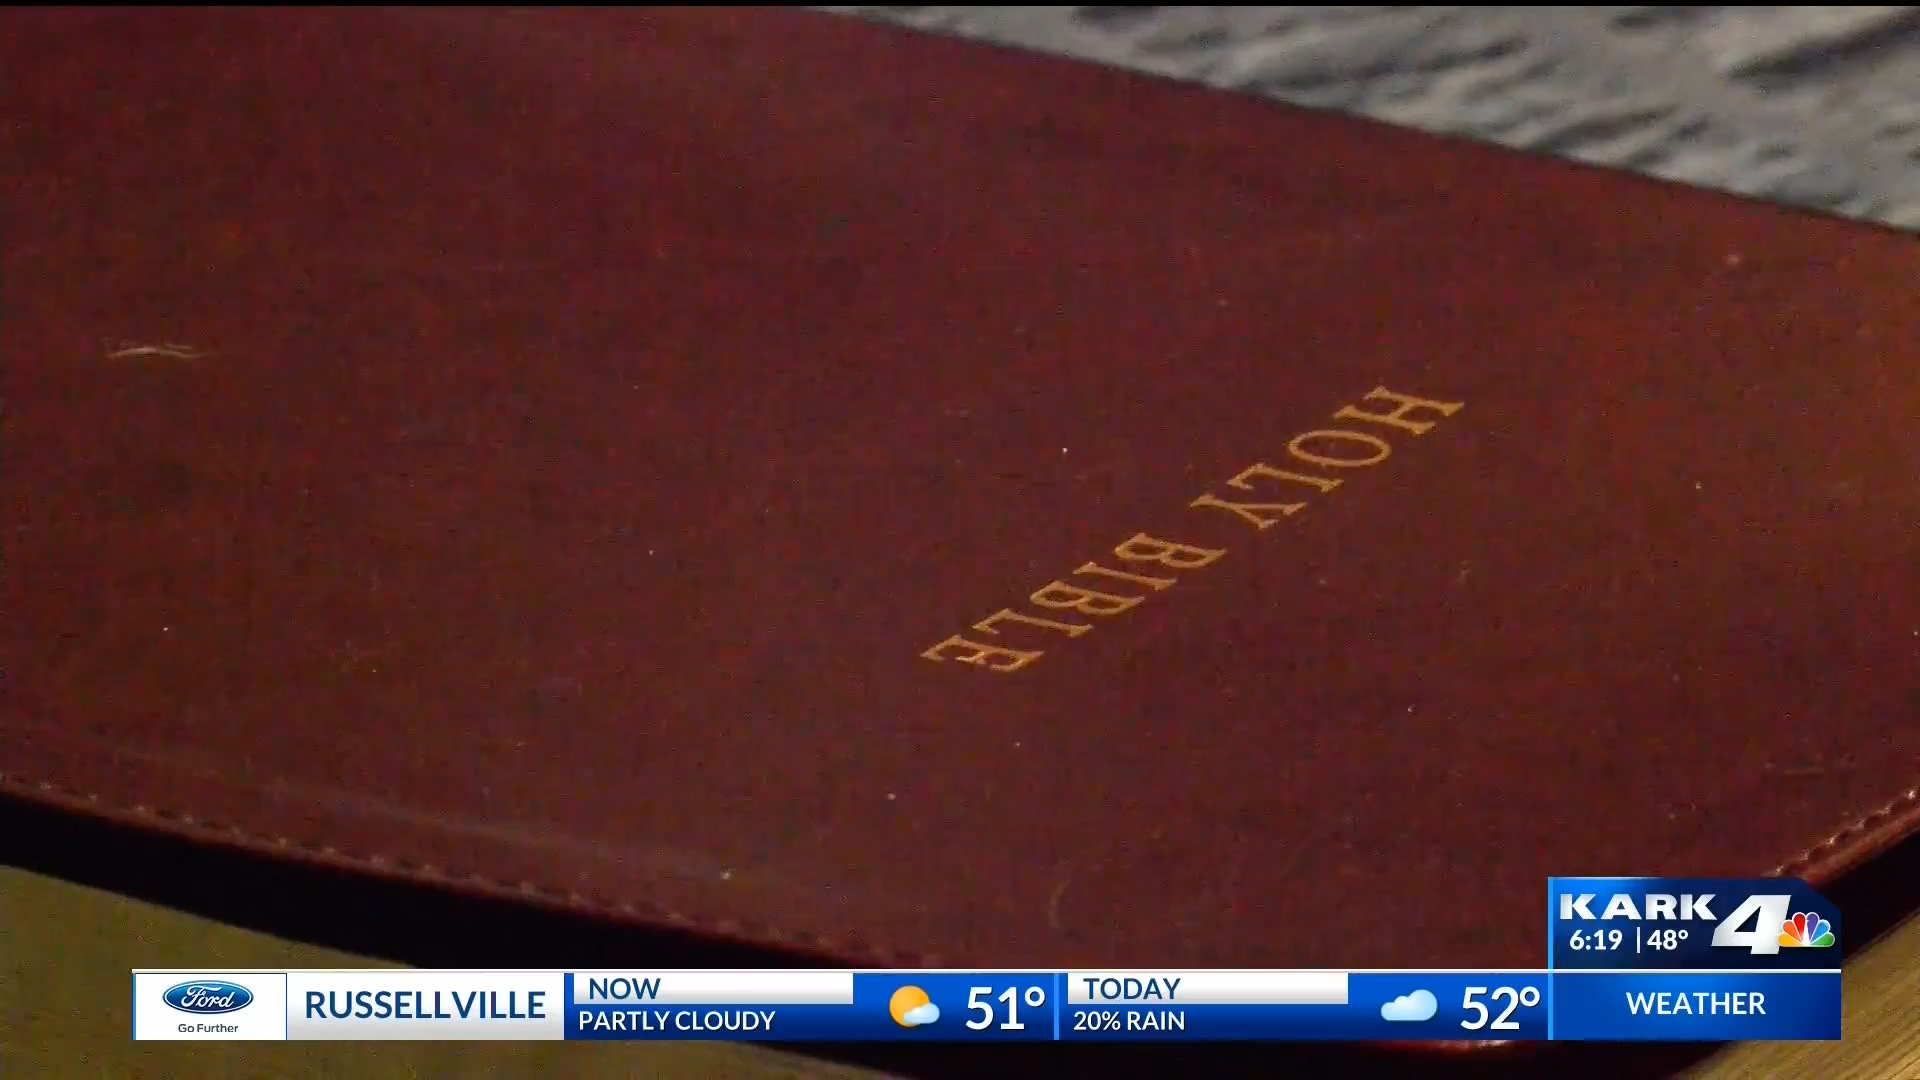 HOLY BIBLE
KARK 4
6:19 | 48°
Ford
Go Further
RUSSELLVILLE
NOW
PARTLY CLOUDY
51°
TODAY
20% RAIN
52°
WEATHER